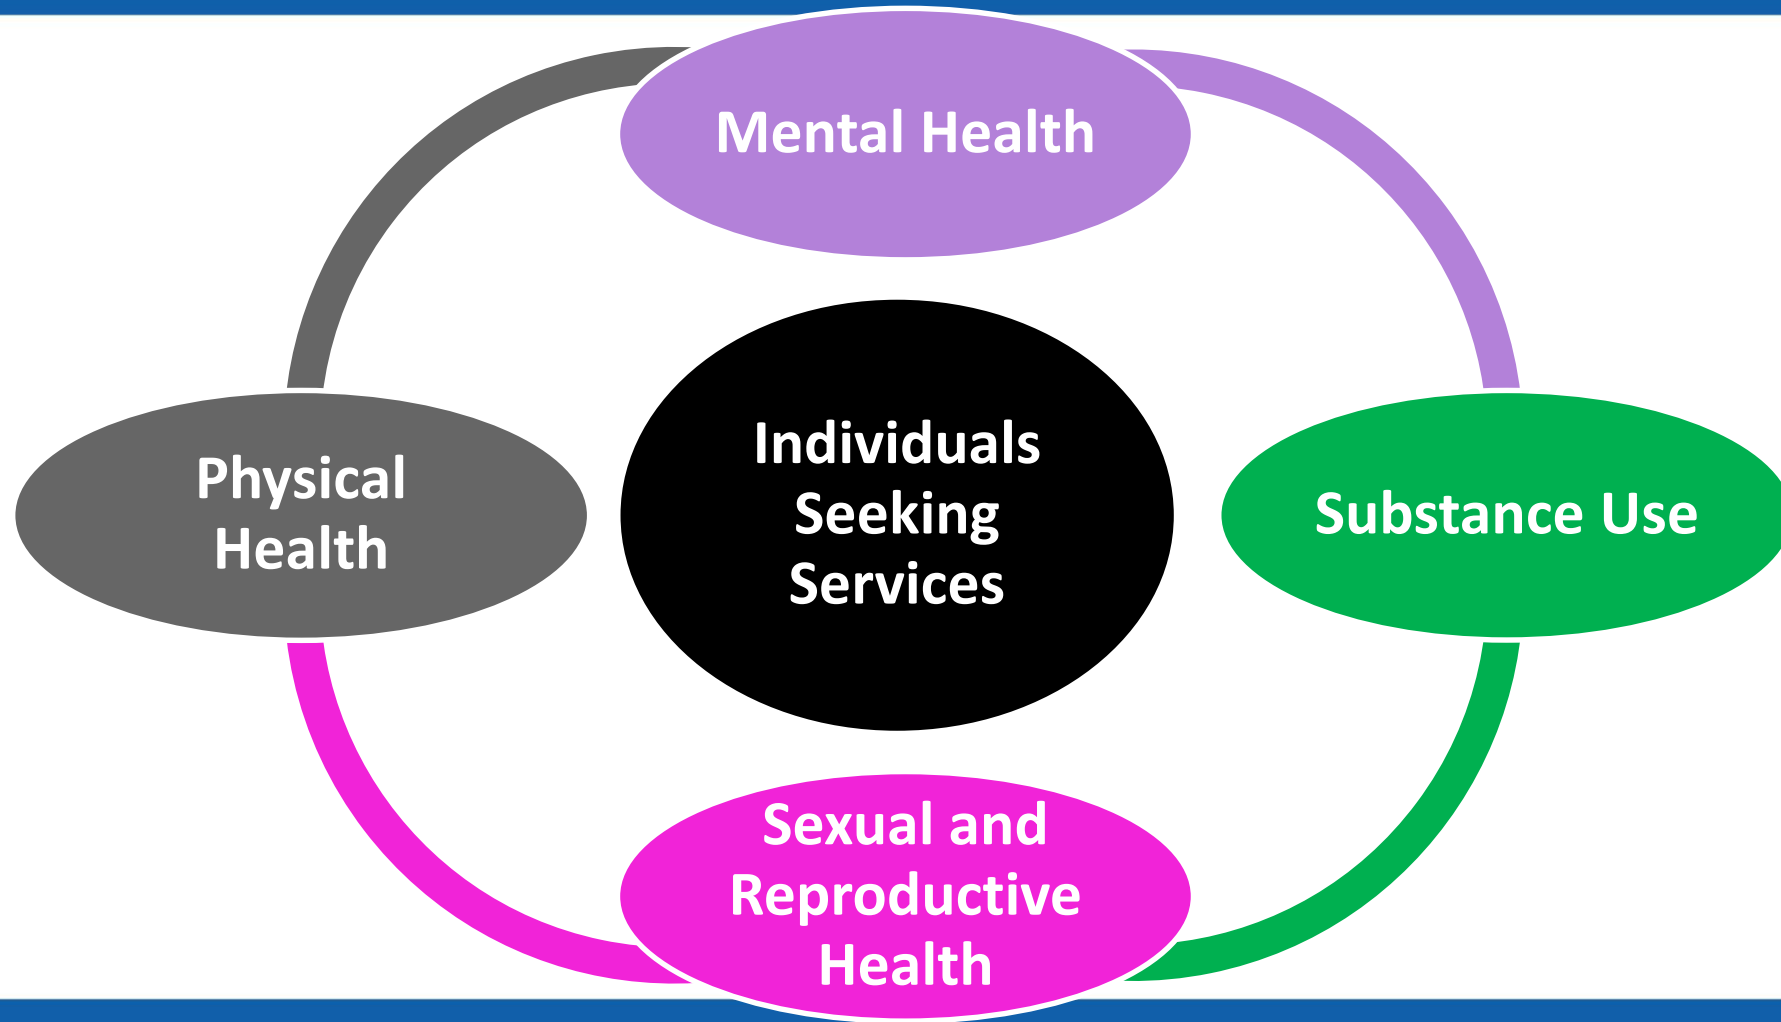 Mental Health
Physical
Health
Individuals
Seeking
Services
Substance Use
Sexual and
Reproductive
Health